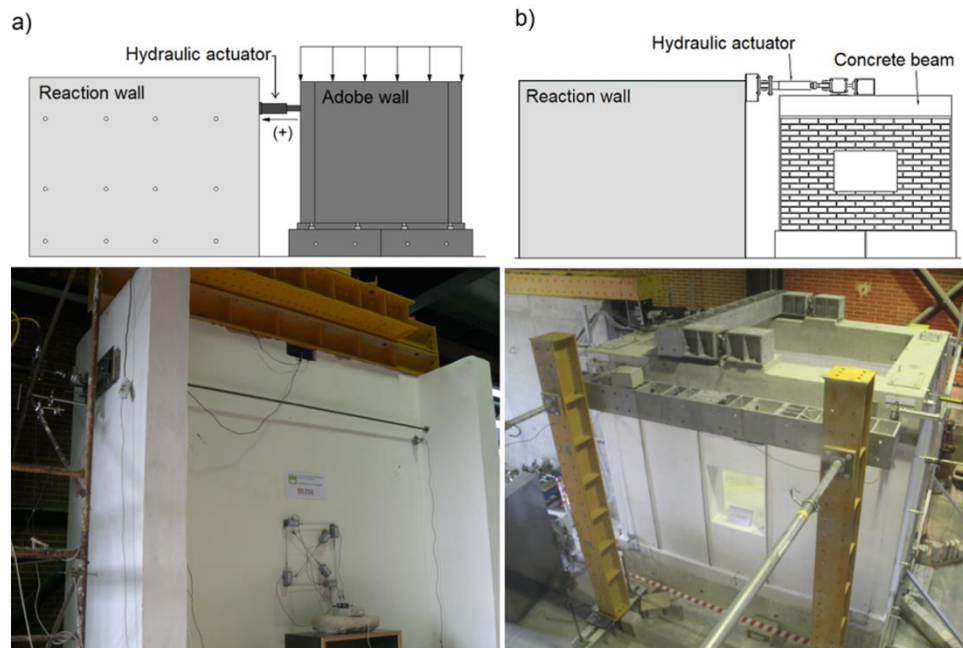 a)
Hydraulic actuator
Reaction wall
Adobe wall
(+)
b)
Hydraulic actuator
Concrete beam
Reaction wall